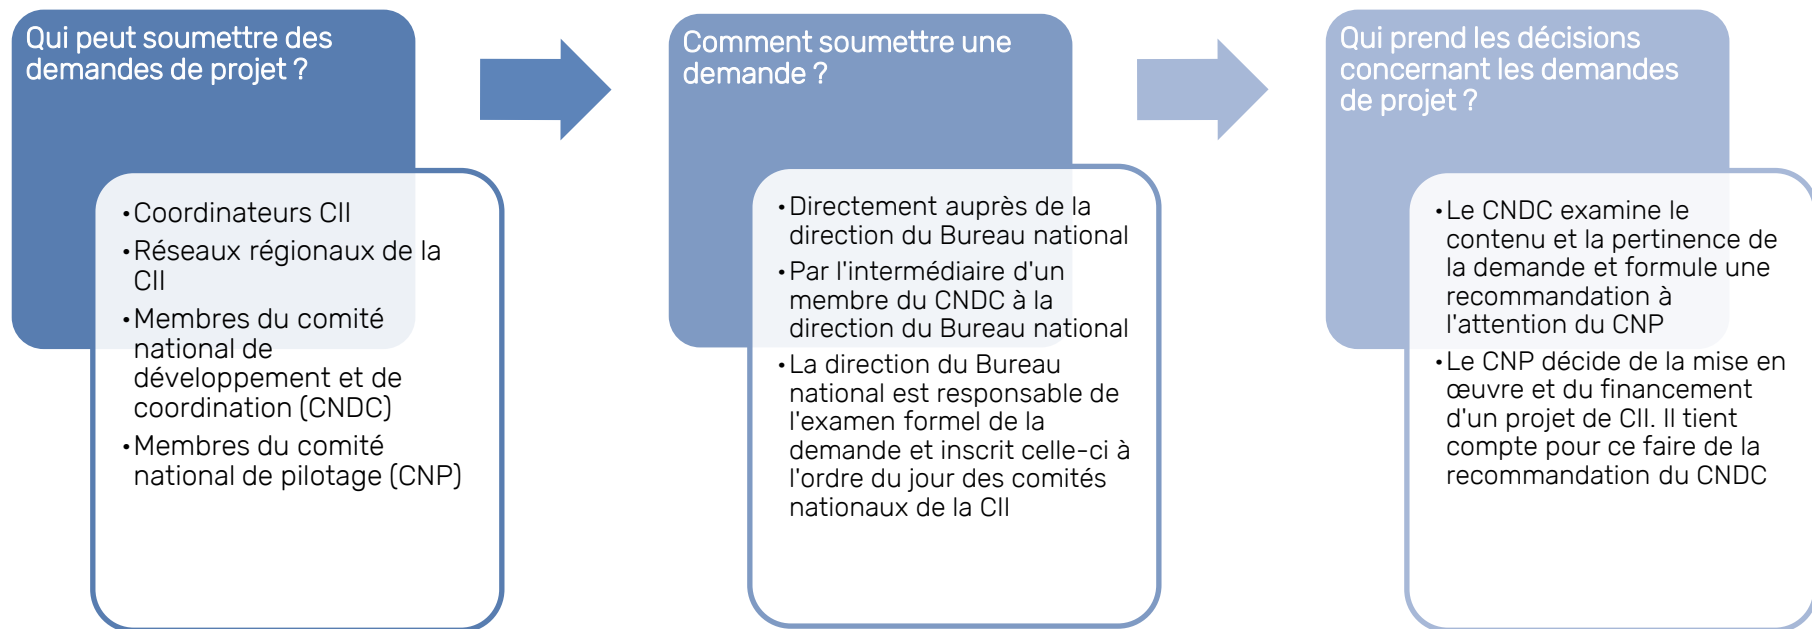 Qui peut soumettre des
demandes de projet ?
•Coordinateurs CII
•Réseaux régionaux de la
CII
•Membres du comité
national de
développement et de
coordination (CNDC)
•Membres du comité
national de pilotage (CNP)
Comment soumettre une
demande ?
•Directement auprès de la
direction du Bureau national
•Par l'intermédiaire d'un
membre du CNDC à la
direction du Bureau national
•La direction du Bureau
national est responsable de
l'examen formel de la
demande et inscrit celle-ci à
l'ordre du jour des comités
nationaux de la CII
Qui prend les décisions
concernant les demandes
de projet ?
•Le CNDC examine le
contenu et la pertinence de
la demande et formule une
recommandation à
l'attention du CNP
•Le CNP décide de la mise en
œuvre et du financement
d'un projet de CII. Il tient
compte pour ce faire de la
recommandation du CNDC